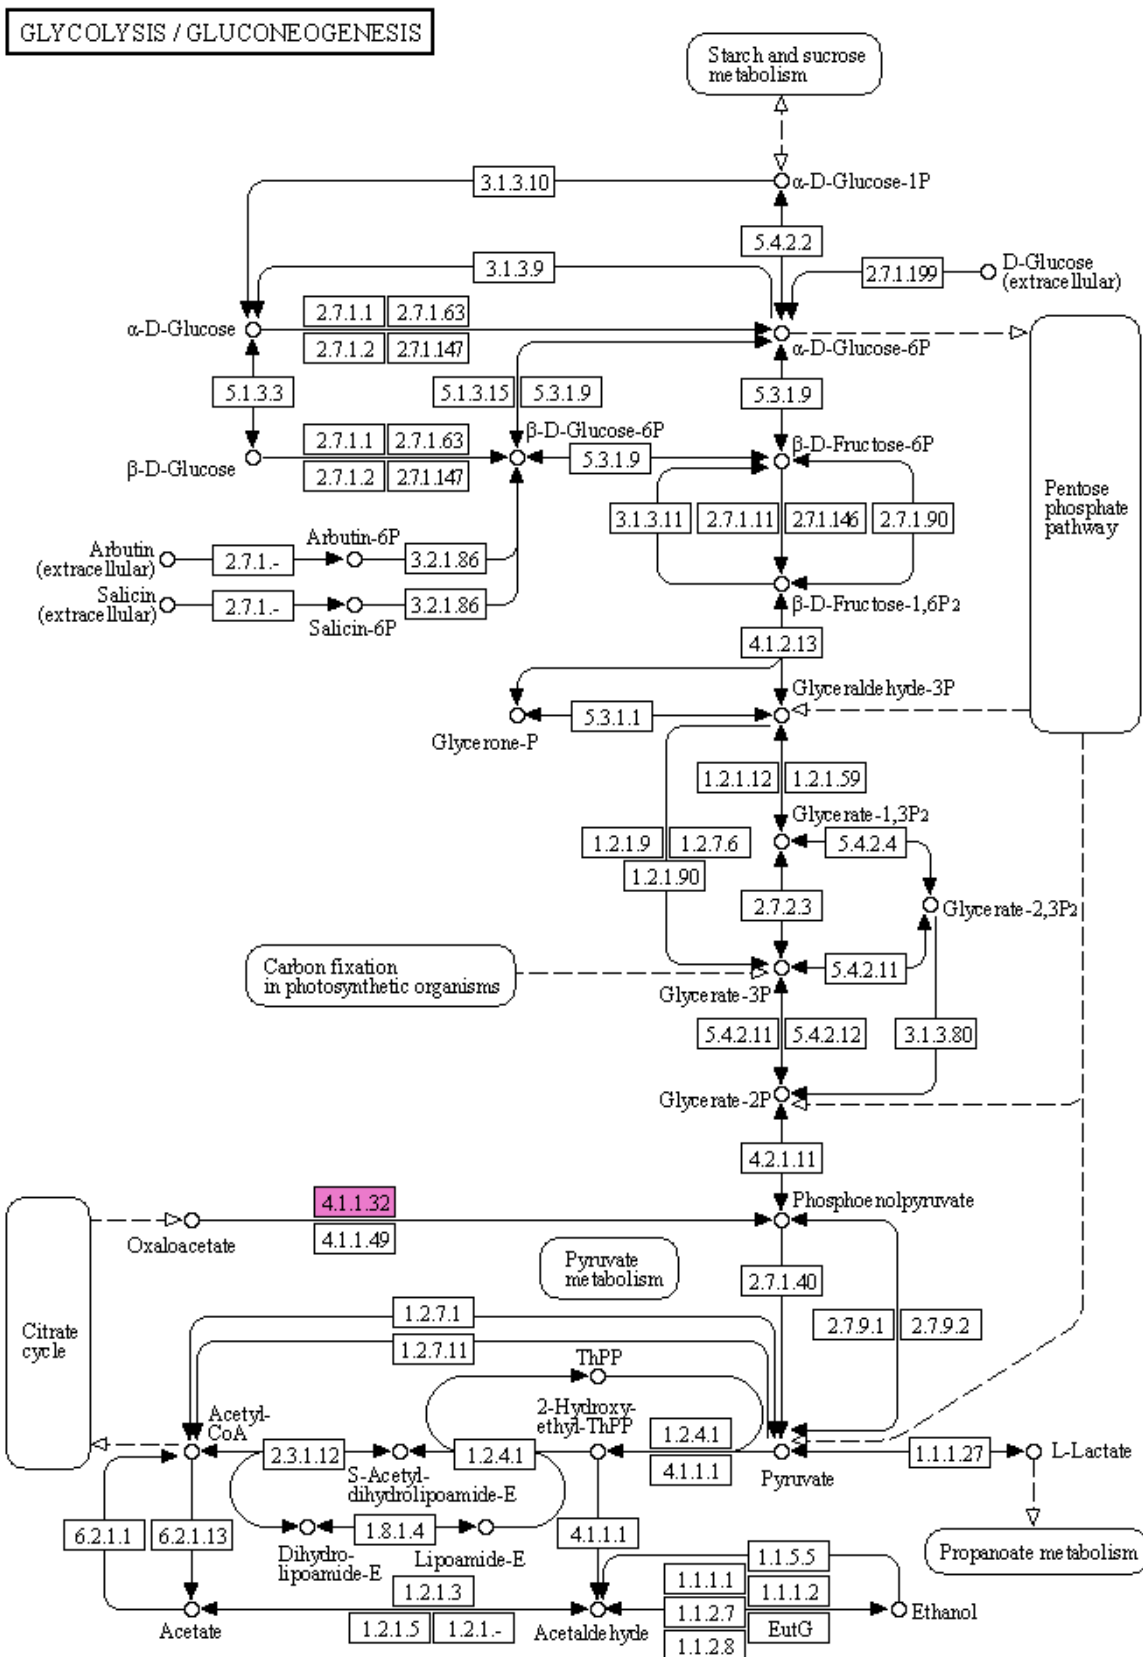 GLYCOLYSIS / GLUCONEOGENESIS
Starch and sucrose
metabolism
3.1.3.10
α-D-Glucose-1P
5.4.2.2
3.1.3.9
2.7.1.199
D-Glucose
(extracellular)
α-D-Glucose
2.7.1.1
2.7.1.63
2.7.1.2
2.7.1.147
α-D-Glucose-6P
5.1.3.3
5.1.3.15
5.3.1.9
5.3.1.9
β-D-Glucose
2.7.1.1
2.7.1.63
2.7.1.2
2.7.1.147
β-D-Glucose-6P
5.3.1.9
β-D-Fructose-6P
Pentose
phosphate
pathway
3.1.3.11
2.7.1.11
2.7.1.146
2.7.1.90
Arbutin
(extracellular)
2.7.1.-
Arbutin-6P
3.2.1.86
Salicin
(extracellular)
2.7.1.-
Salicin-6P
3.2.1.86
β-D-Fructose-1,6P2
4.1.2.13
Glyceraldehyde-3P
5.3.1.1
Glycerone-P
1.2.1.12
1.2.1.59
Glycerate-1,3P2
1.2.1.9
1.2.7.6
1.2.1.90
5.4.2.4
2.7.2.3
Glycerate-2,3P2
Carbon fixation
in photosynthetic organisms
5.4.2.11
Glycerate-3P
5.4.2.11
5.4.2.12
3.1.3.80
Glycerate-2P
4.2.1.11
4.1.1.32
Phosphoenolpyruvate
Oxaloacetate
4.1.1.49
Pyruvate
metabolism
2.7.1.40
Citrate
cycle
1.2.7.1
2.7.9.1
2.7.9.2
1.2.7.11
ThPP
Acetyl-
CoA
2-Hydroxy-
ethyl-ThPP
2.3.1.12
1.2.4.1
1.2.4.1
4.1.1.1
Pyruvate
1.1.1.27
L-Lactate
S-Acetyl-
dihydrolipoamide-E
6.2.1.1
6.2.1.13
1.8.1.4
4.1.1.1
Dihydro-
lipoamide-E
Lipoamide-E
Propanoate metabolism
1.1.5.5
1.2.1.3
1.1.1.1
1.1.1.2
Acetate
1.2.1.5
1.2.1.-
Acetaldehyde
1.1.2.7
EutG
1.1.2.8
Ethanol